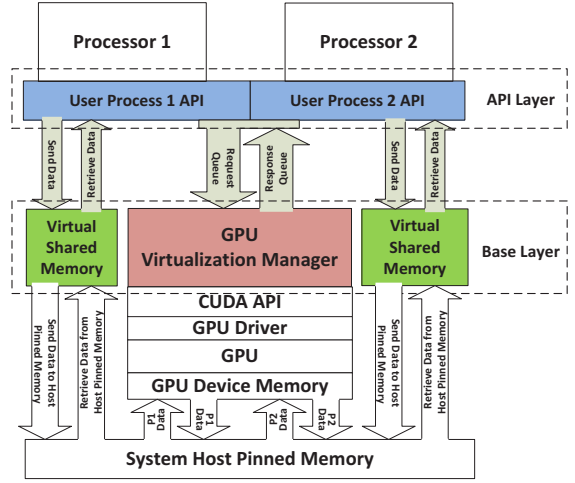 Processor 1
Processor 2
User Process 1 API
User Process 2 API
API Layer
Send Data
Retrieve Data
Request
Queue
Response
Queue
Send Data
Retrieve Data
Virtual
Shared
Memory
GPU
Virtualization Manager
Virtual
Shared
Memory
Base Layer
CUDA API
GPU Driver
GPU
GPU Device Memory
Send Data to Host
Pinned Memory
Retrieve Data from
Host Pinned Memory
P1
Data
P1
Data
P2
Data
P2
Data
Send Data to Host
Pinned Memory
Retrieve Data from
Host Pinned Memory
System Host Pinned Memory